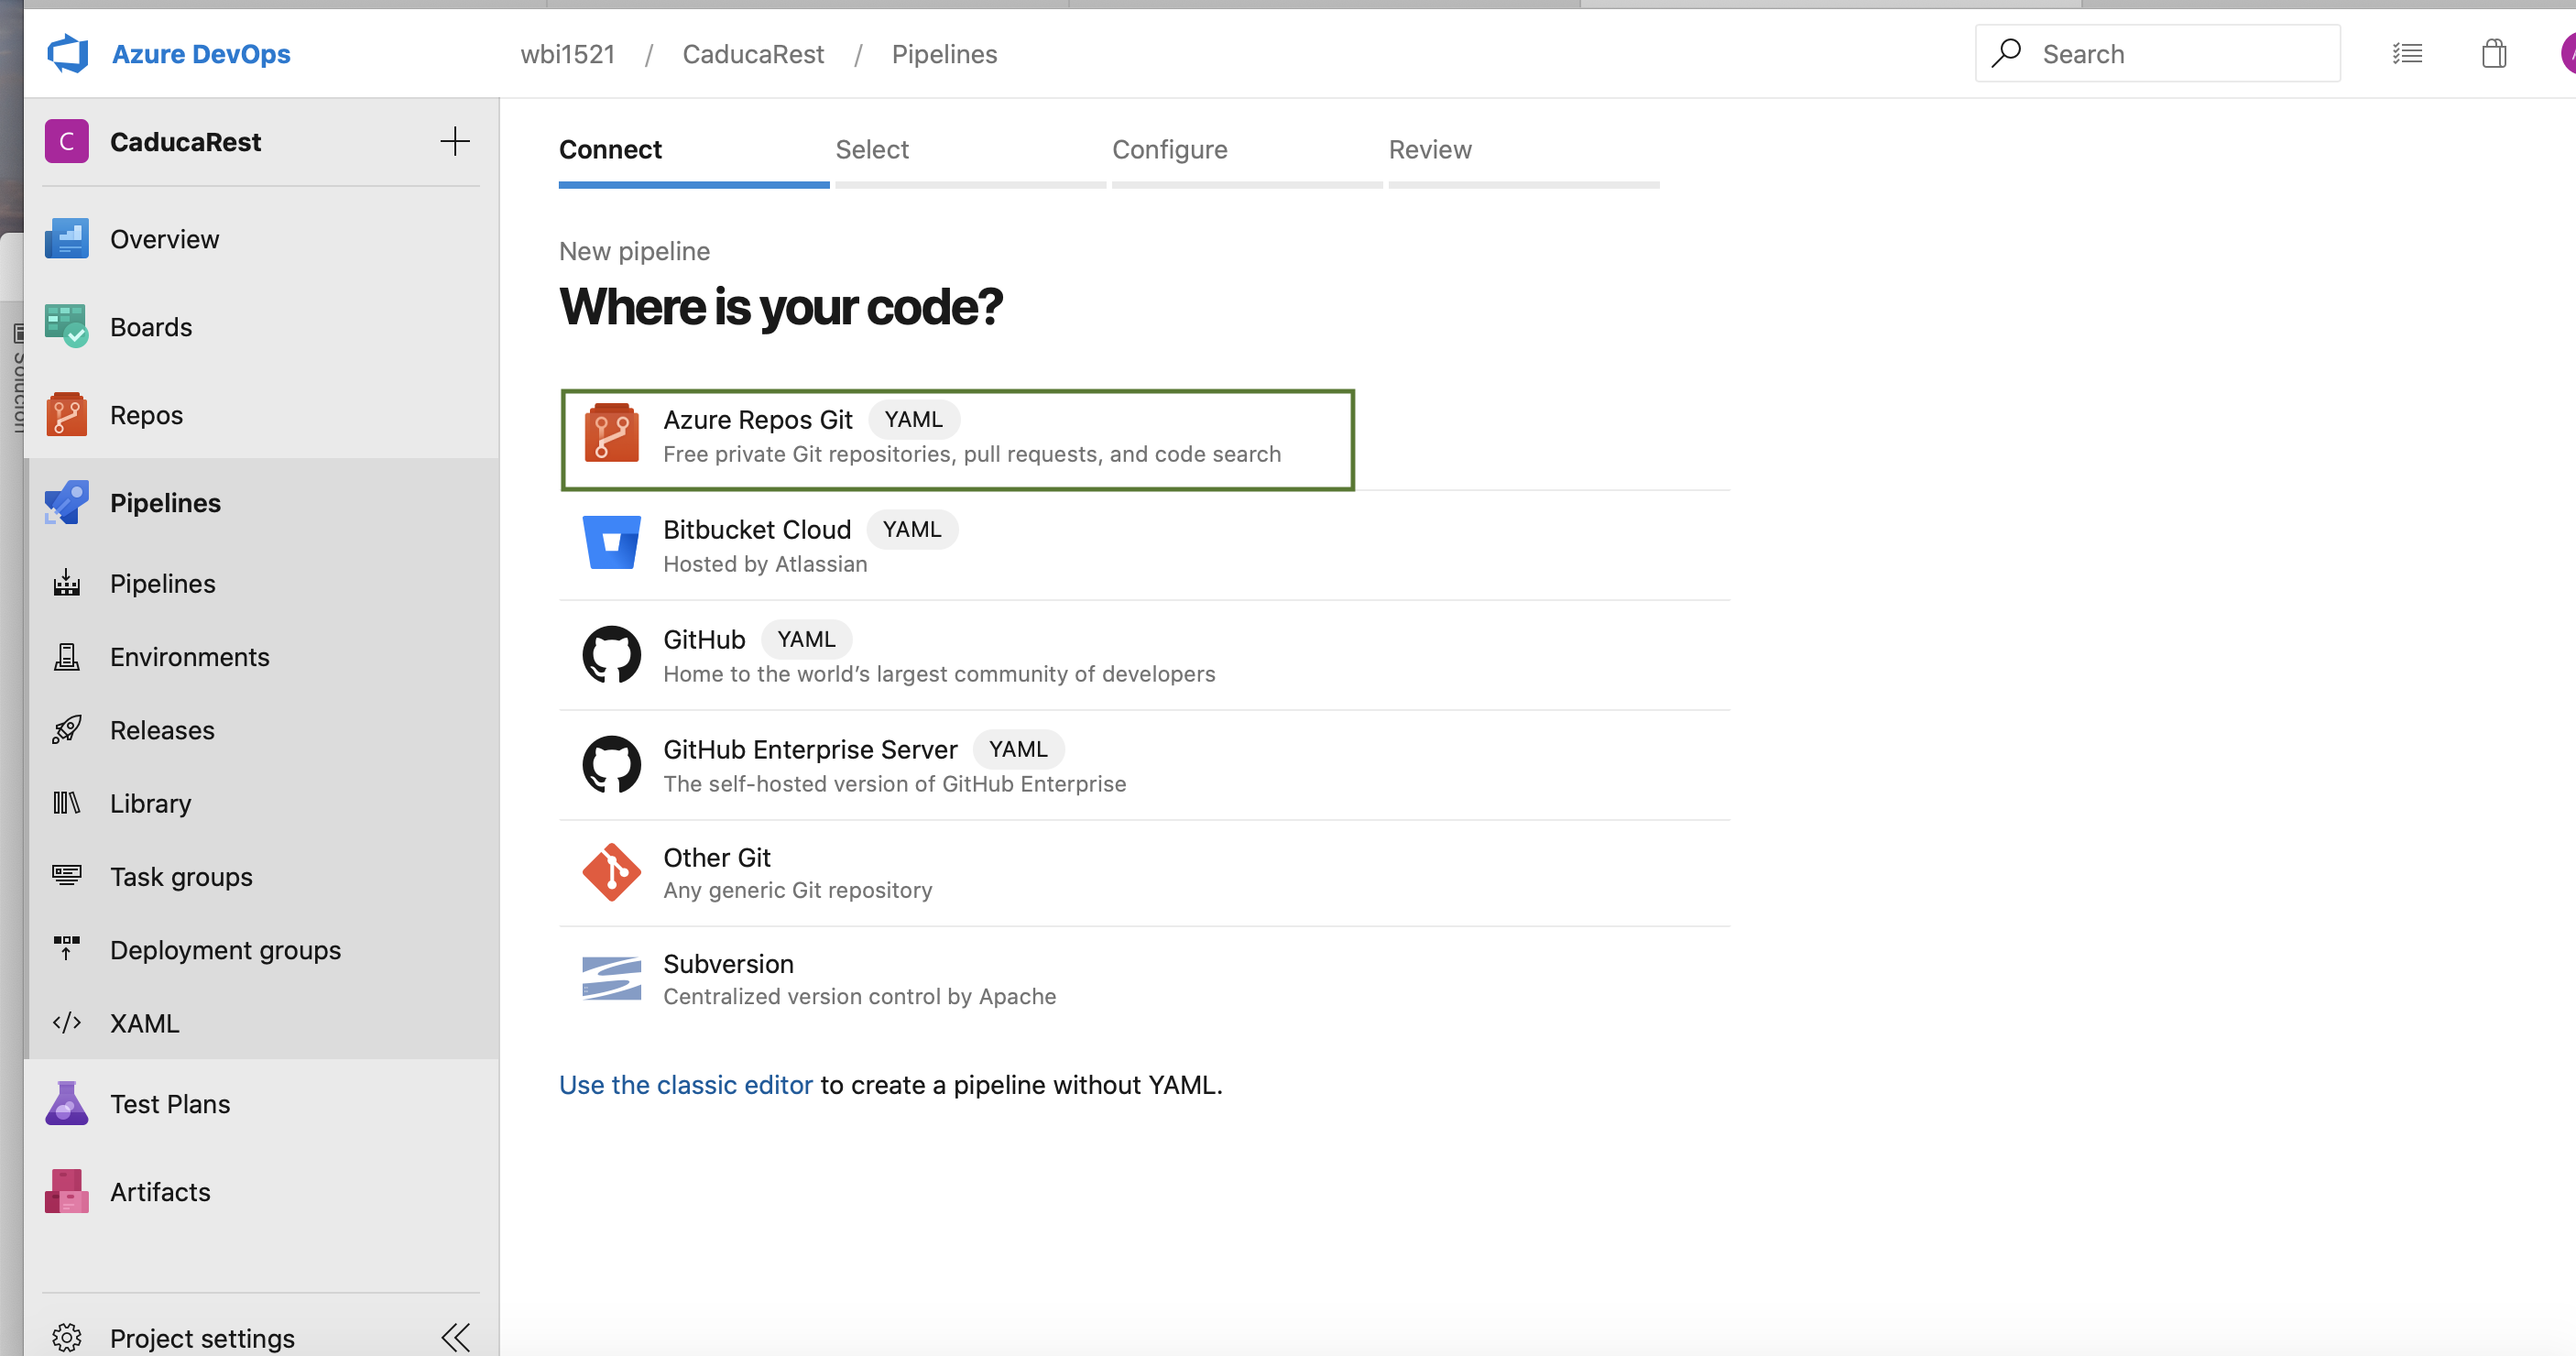 Azure DevOps
wbi1521 / CaducaRest / Pipelines
Search
C
CaducaRest
Overview
Boards
Repos
Pipelines
Pipelines
Environments
Releases
Library
Task groups
Deployment groups
XAML
Test Plans
Artifacts
Project settings
Solución
Connect
Select
Configure
Review
New pipeline
Where is your code?
Azure Repos Git YAML
Free private Git repositories, pull requests, and code search
Bitbucket Cloud YAML
Hosted by Atlassian
GitHub YAML
Home to the world’s largest community of developers
GitHub Enterprise Server YAML
The self-hosted version of GitHub Enterprise
Other Git
Any generic Git repository
Subversion
Centralized version control by Apache
Use the classic editor to create a pipeline without YAML.